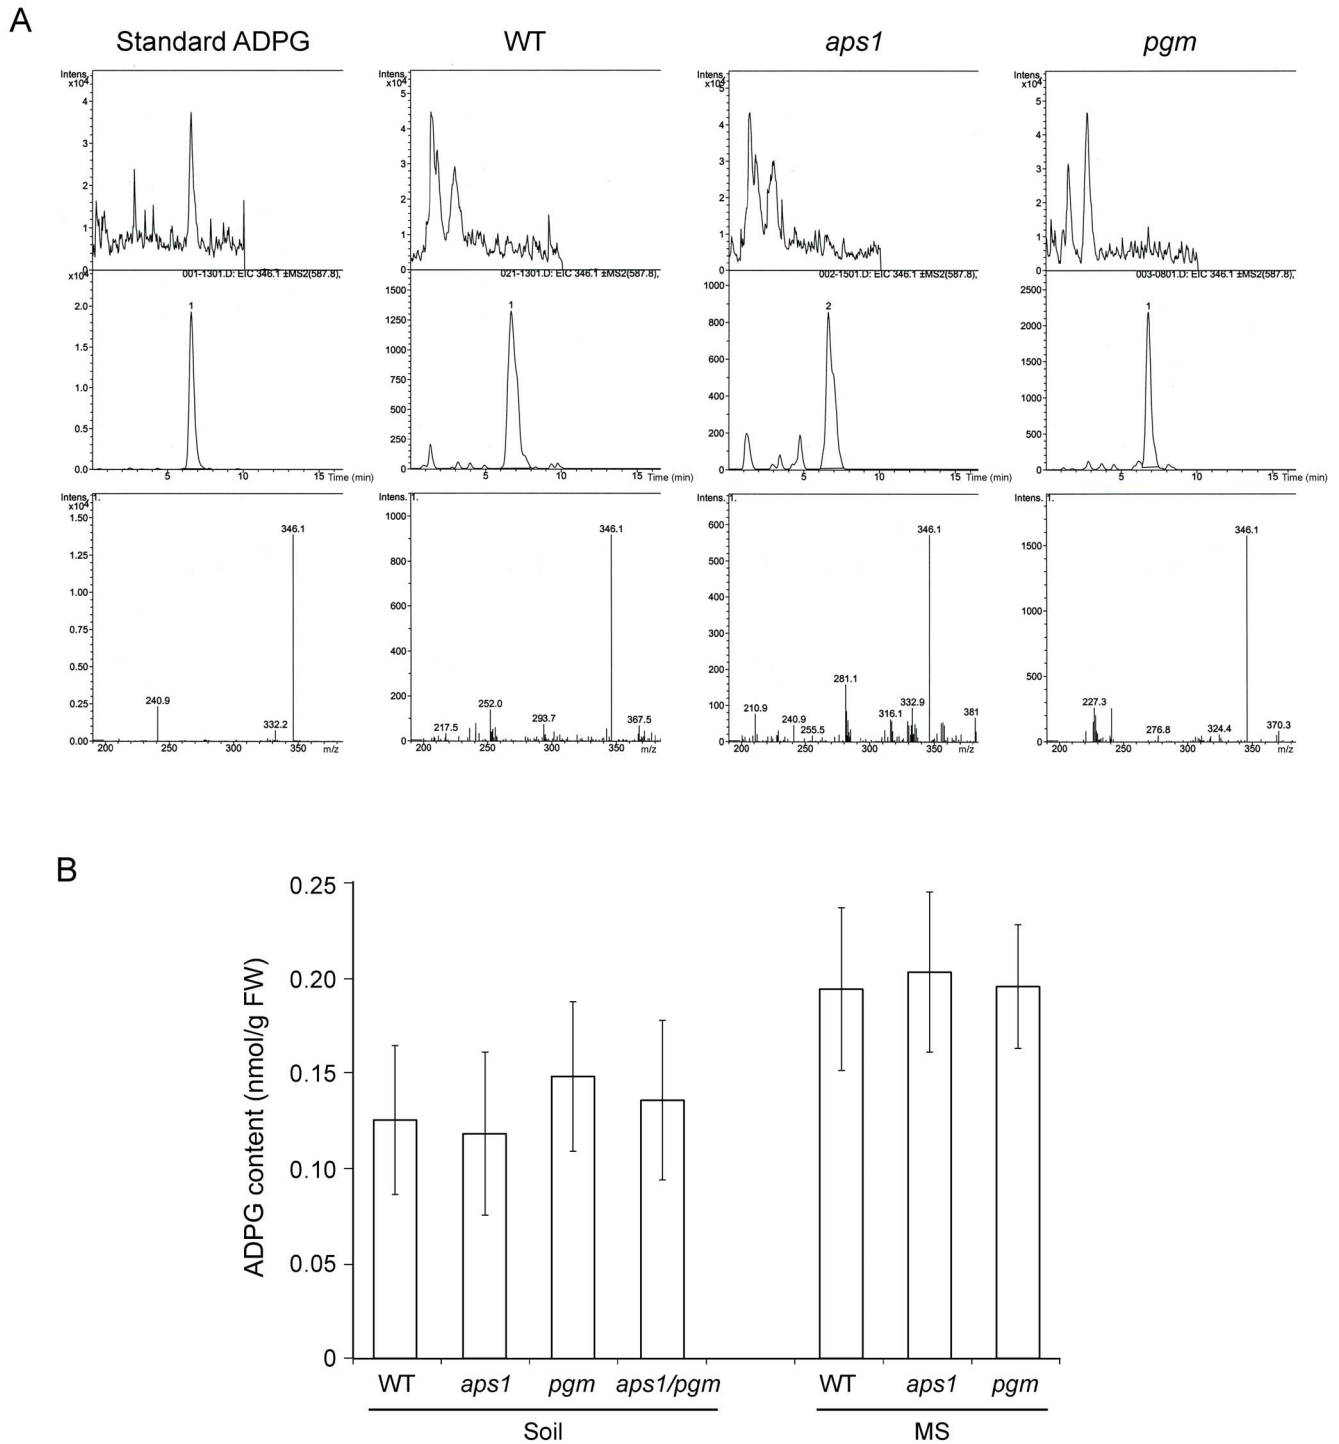 A
Standard ADPG WT aps1 pgm
Intens. Intens. Intens. Intens.
x10⁴ x10⁴ x10⁴ x10⁴
4 3 2 1 0
5 4 3 2 1 0
5 4 3 2 1 0
5 4 3 2 1 0
001-1301.D: EIC 346.1 ±MS2(587.8),
021-1301.D: EIC 346.1 ±MS2(587.8),
002-1501.D: EIC 346.1 ±MS2(587.8),
003-0801.D: EIC 346.1 ±MS2(587.8),
x10⁴
2.0 1.5 1.0 0.5 0.0
1
5 10 15 Time (min)
1500 1250 1000 750 500 250 0
1
5 10 15 Time (min)
1000 800 600 400 200 0
2
5 10 15 Time (min)
2500 2000 1500 1000 500 0
1
5 10 15 Time (min)
Intens. 1.
x10⁴
1.50 1.25 1.00 0.75 0.50 0.25 0.00
240.9 332.2 346.1
200 250 300 350 m/z
Intens. 1.
1000 800 600 400 200 0
217.5 252.0 293.7 346.1 367.5
200 250 300 350 m/z
Intens. 1.
600 500 400 300 200 100 0
210.9 240.9 255.5 281.1 316.1 332.9 346.1 381
200 250 300 350 m/z
Intens. 1.
1500 1000 500 0
227.3 276.8 324.4 346.1 370.3
200 250 300 350 m/z
B
ADPG content (nmol/g FW)
0.25
0.20
0.15
0.10
0.05
0
WT aps1 pgm aps1/pgm WT aps1 pgm
Soil MS